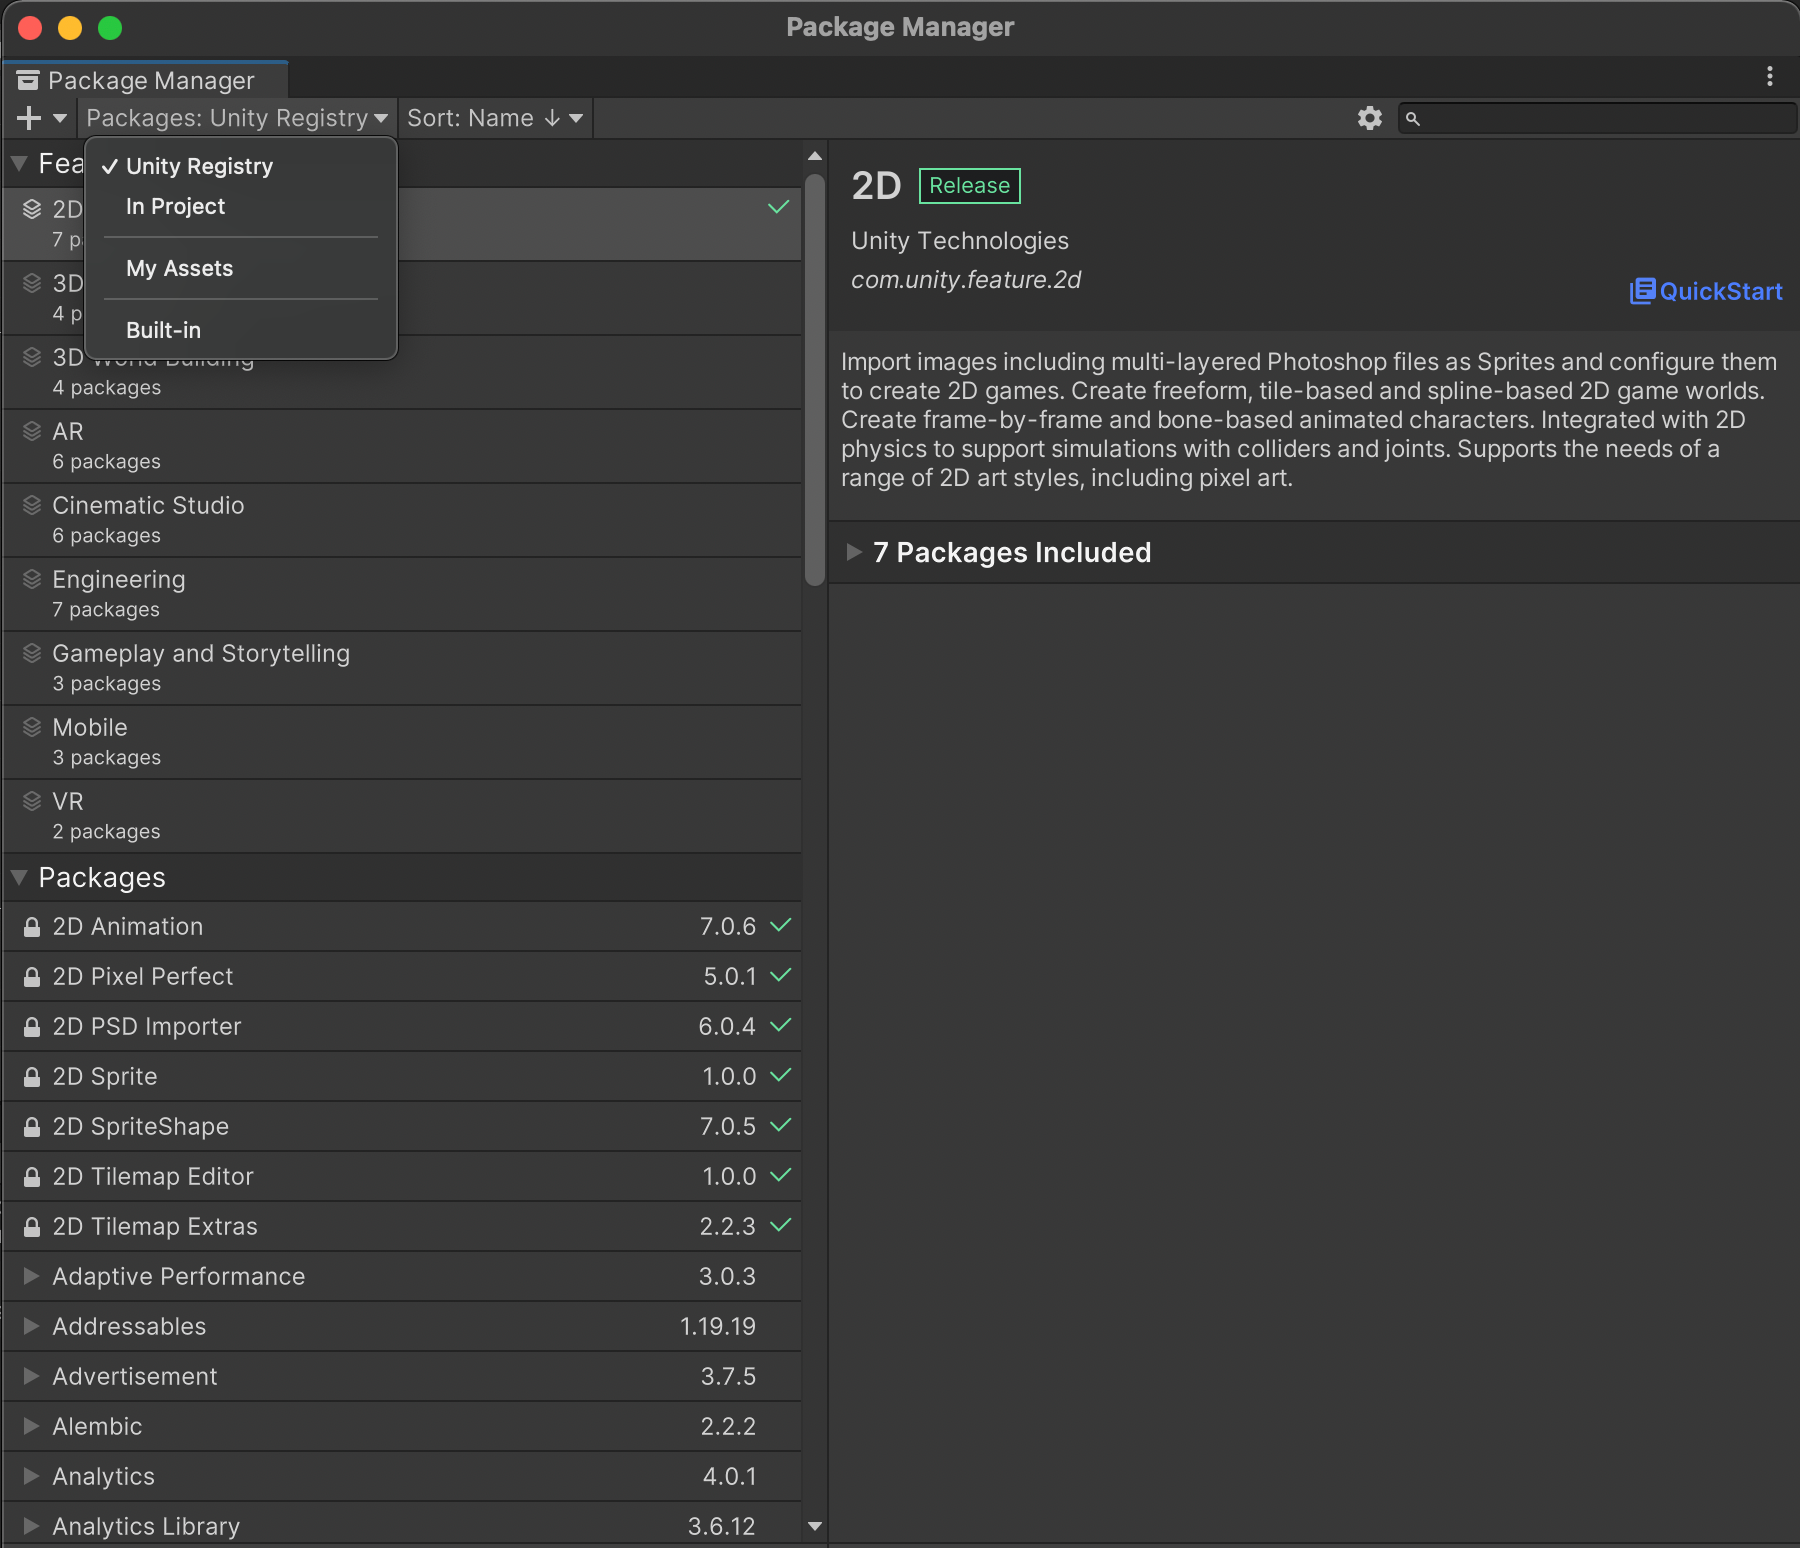 Package Manager
Package Manager
Packages: Unity Registry
Sort: Name ↓
Fea
✓ Unity Registry
In Project
My Assets
Built-in
2D
7 p
3D
4 p
3D World Building
4 packages
AR
6 packages
Cinematic Studio
6 packages
Engineering
7 packages
Gameplay and Storytelling
3 packages
Mobile
3 packages
VR
2 packages
Packages
2D Animation 7.0.6
2D Pixel Perfect 5.0.1
2D PSD Importer 6.0.4
2D Sprite 1.0.0
2D SpriteShape 7.0.5
2D Tilemap Editor 1.0.0
2D Tilemap Extras 2.2.3
Adaptive Performance 3.0.3
Addressables 1.19.19
Advertisement 3.7.5
Alembic 2.2.2
Analytics 4.0.1
Analytics Library 3.6.12
2D Release
Unity Technologies
com.unity.feature.2d
QuickStart
Import images including multi-layered Photoshop files as Sprites and configure them
to create 2D games. Create freeform, tile-based and spline-based 2D game worlds.
Create frame-by-frame and bone-based animated characters. Integrated with 2D
physics to support simulations with colliders and joints. Supports the needs of a
range of 2D art styles, including pixel art.
7 Packages Included